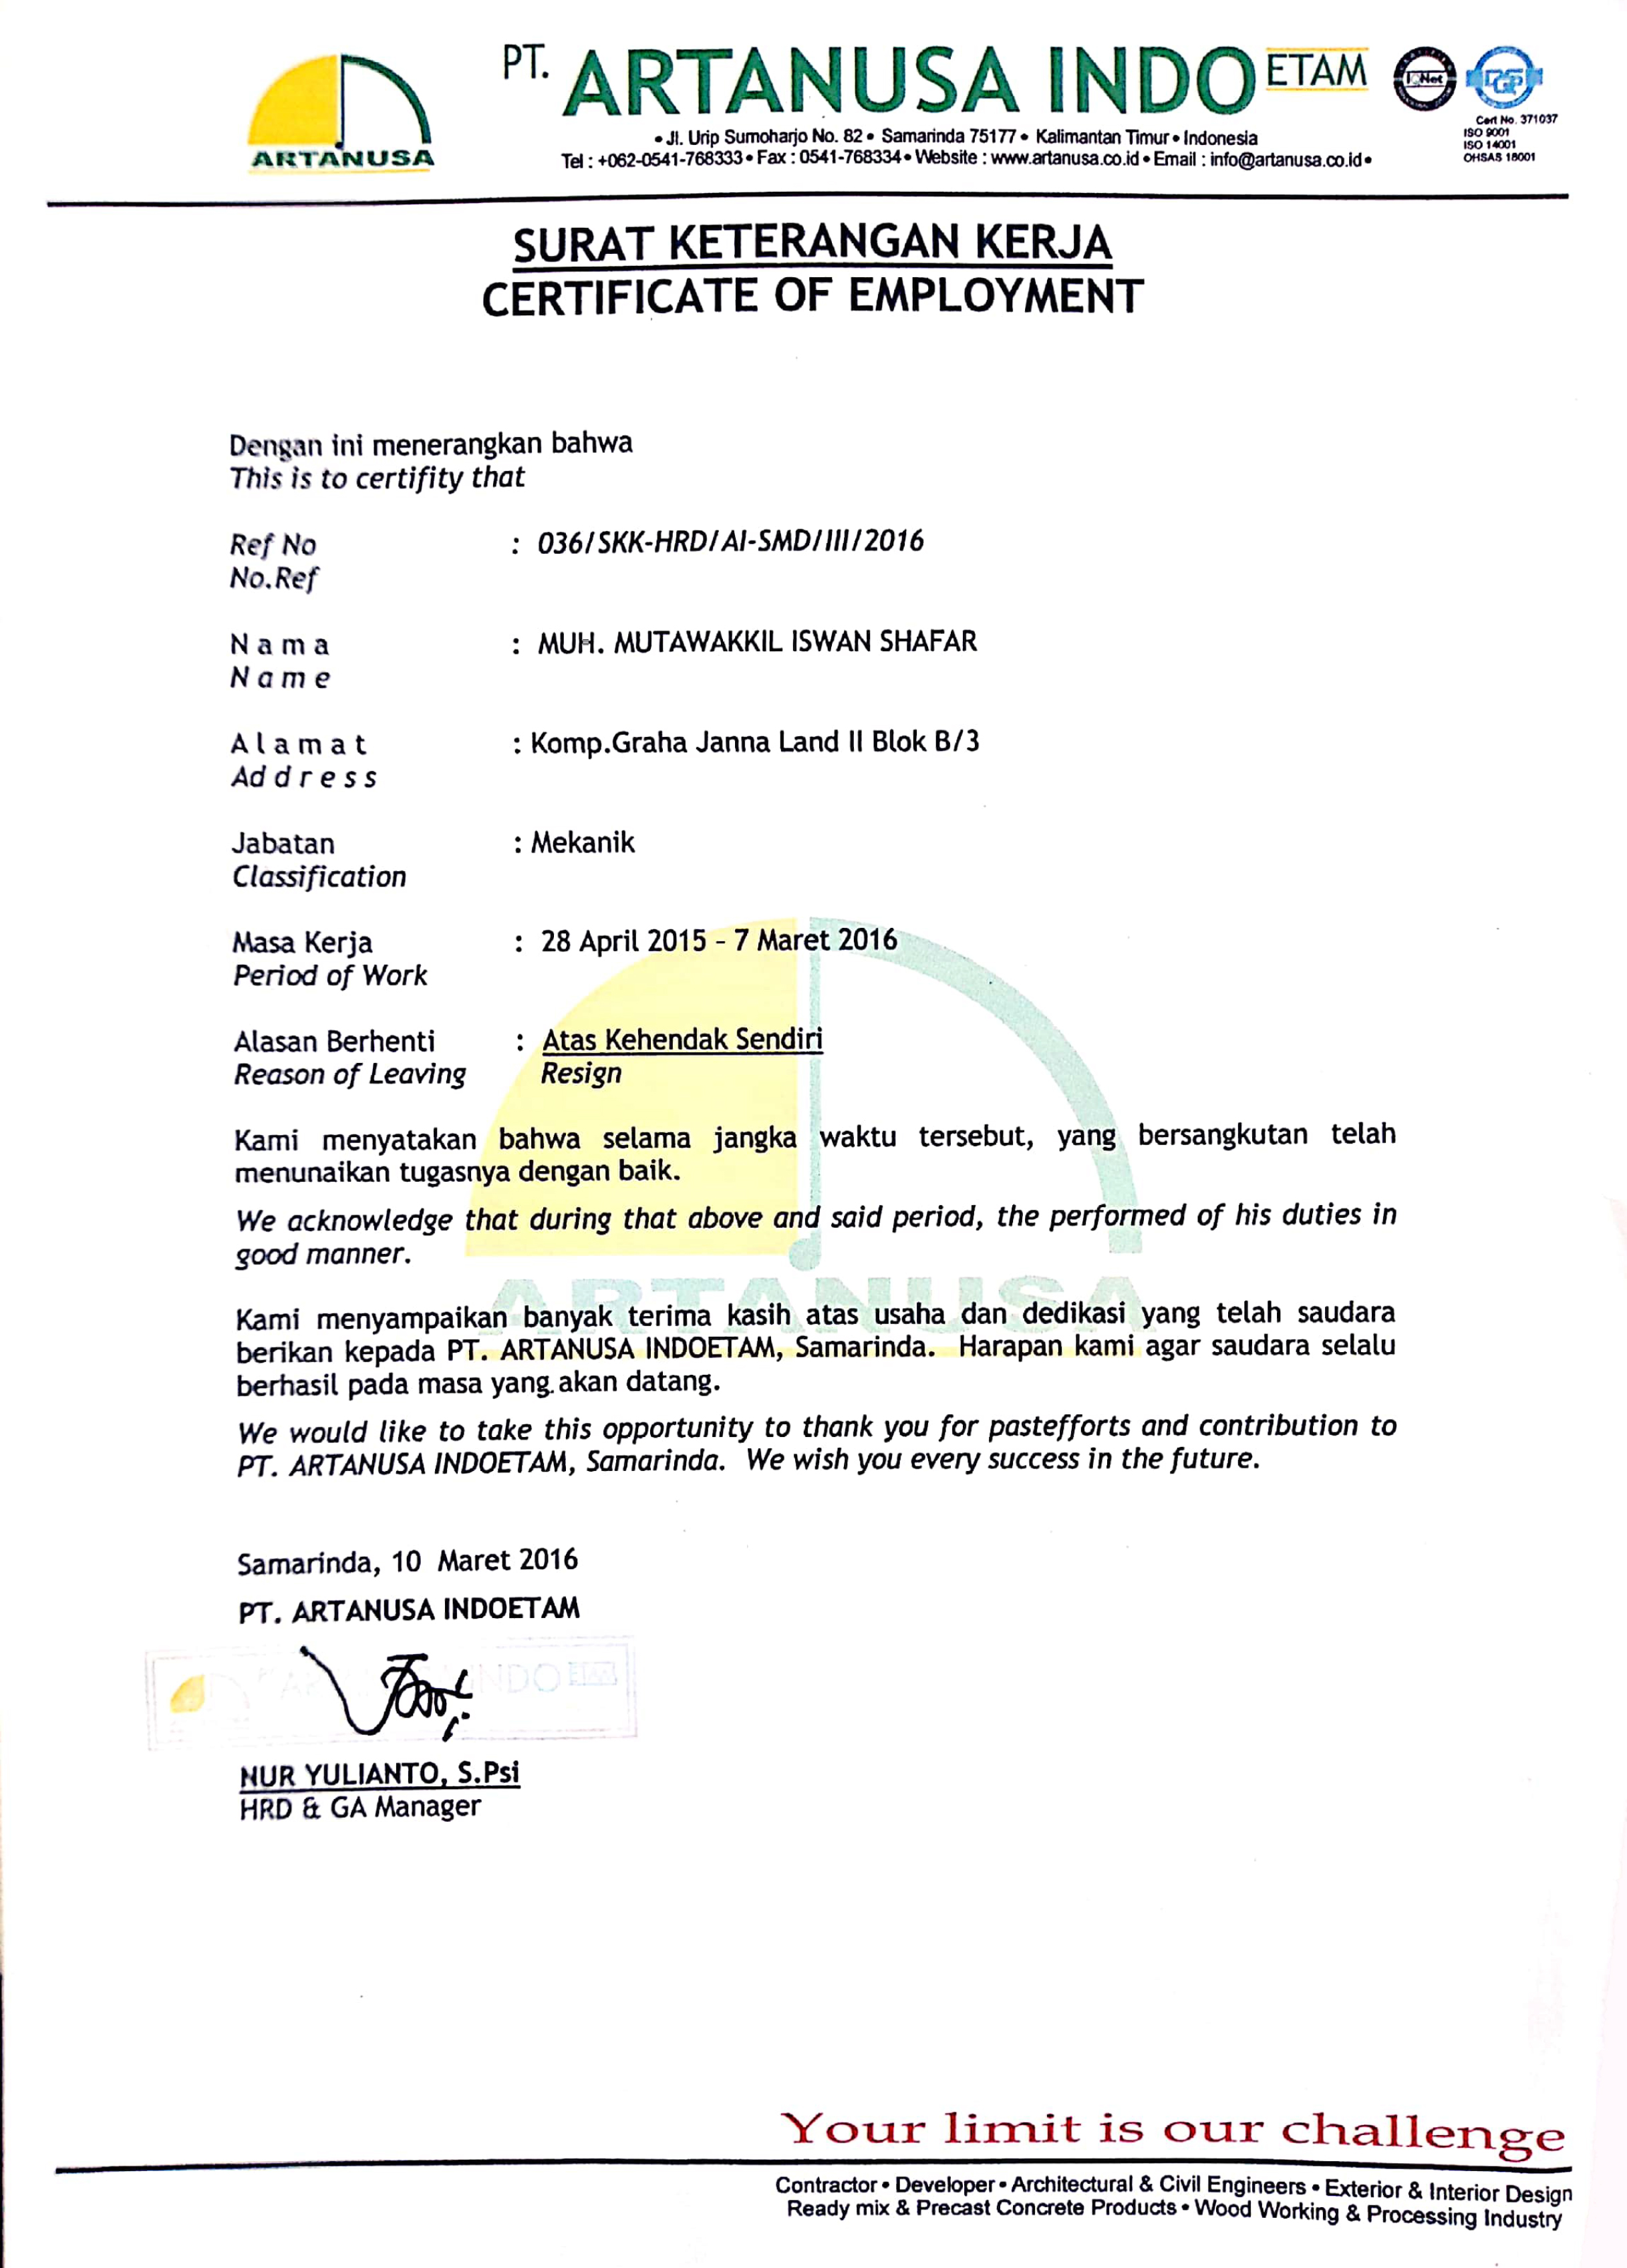 PT. ARTANUSA INDO ETAM
ARTANUSA
• Jl. Urip Sumoharjo No. 82 • Samarinda 75177 • Kalimantan Timur • Indonesia
Tel : +062-0541-768333 • Fax : 0541-768334 • Website : www.artanusa.co.id • Email : info@artanusa.co.id •
IQNet
Cert No. 371037
ISO 9001
ISO 14001
OHSAS 18001
SURAT KETERANGAN KERJA
CERTIFICATE OF EMPLOYMENT
Dengan ini menerangkan bahwa
This is to certifity that
Ref No : 036/SKK-HRD/AI-SMD/III/2016
No.Ref
Nama : MUH. MUTAWAKKIL ISWAN SHAFAR
Name
Alamat : Komp.Graha Janna Land II Blok B/3
Address
Jabatan : Mekanik
Classification
Masa Kerja : 28 April 2015 - 7 Maret 2016
Period of Work
Alasan Berhenti : Atas Kehendak Sendiri
Reason of Leaving Resign
Kami menyatakan bahwa selama jangka waktu tersebut, yang bersangkutan telah
menunaikan tugasnya dengan baik.
We acknowledge that during that above and said period, the performed of his duties in
good manner.
ARTANUSA
Kami menyampaikan banyak terima kasih atas usaha dan dedikasi yang telah saudara
berikan kepada PT. ARTANUSA INDOETAM, Samarinda. Harapan kami agar saudara selalu
berhasil pada masa yang akan datang.
We would like to take this opportunity to thank you for pastefforts and contribution to
PT. ARTANUSA INDOETAM, Samarinda. We wish you every success in the future.
Samarinda, 10 Maret 2016
PT. ARTANUSA INDOETAM
INDO ETAM
NUR YULIANTO, S.Psi
HRD & GA Manager
Your limit is our challenge
Contractor • Developer • Architectural & Civil Engineers • Exterior & Interior Design
Ready mix & Precast Concrete Products • Wood Working & Processing Industry